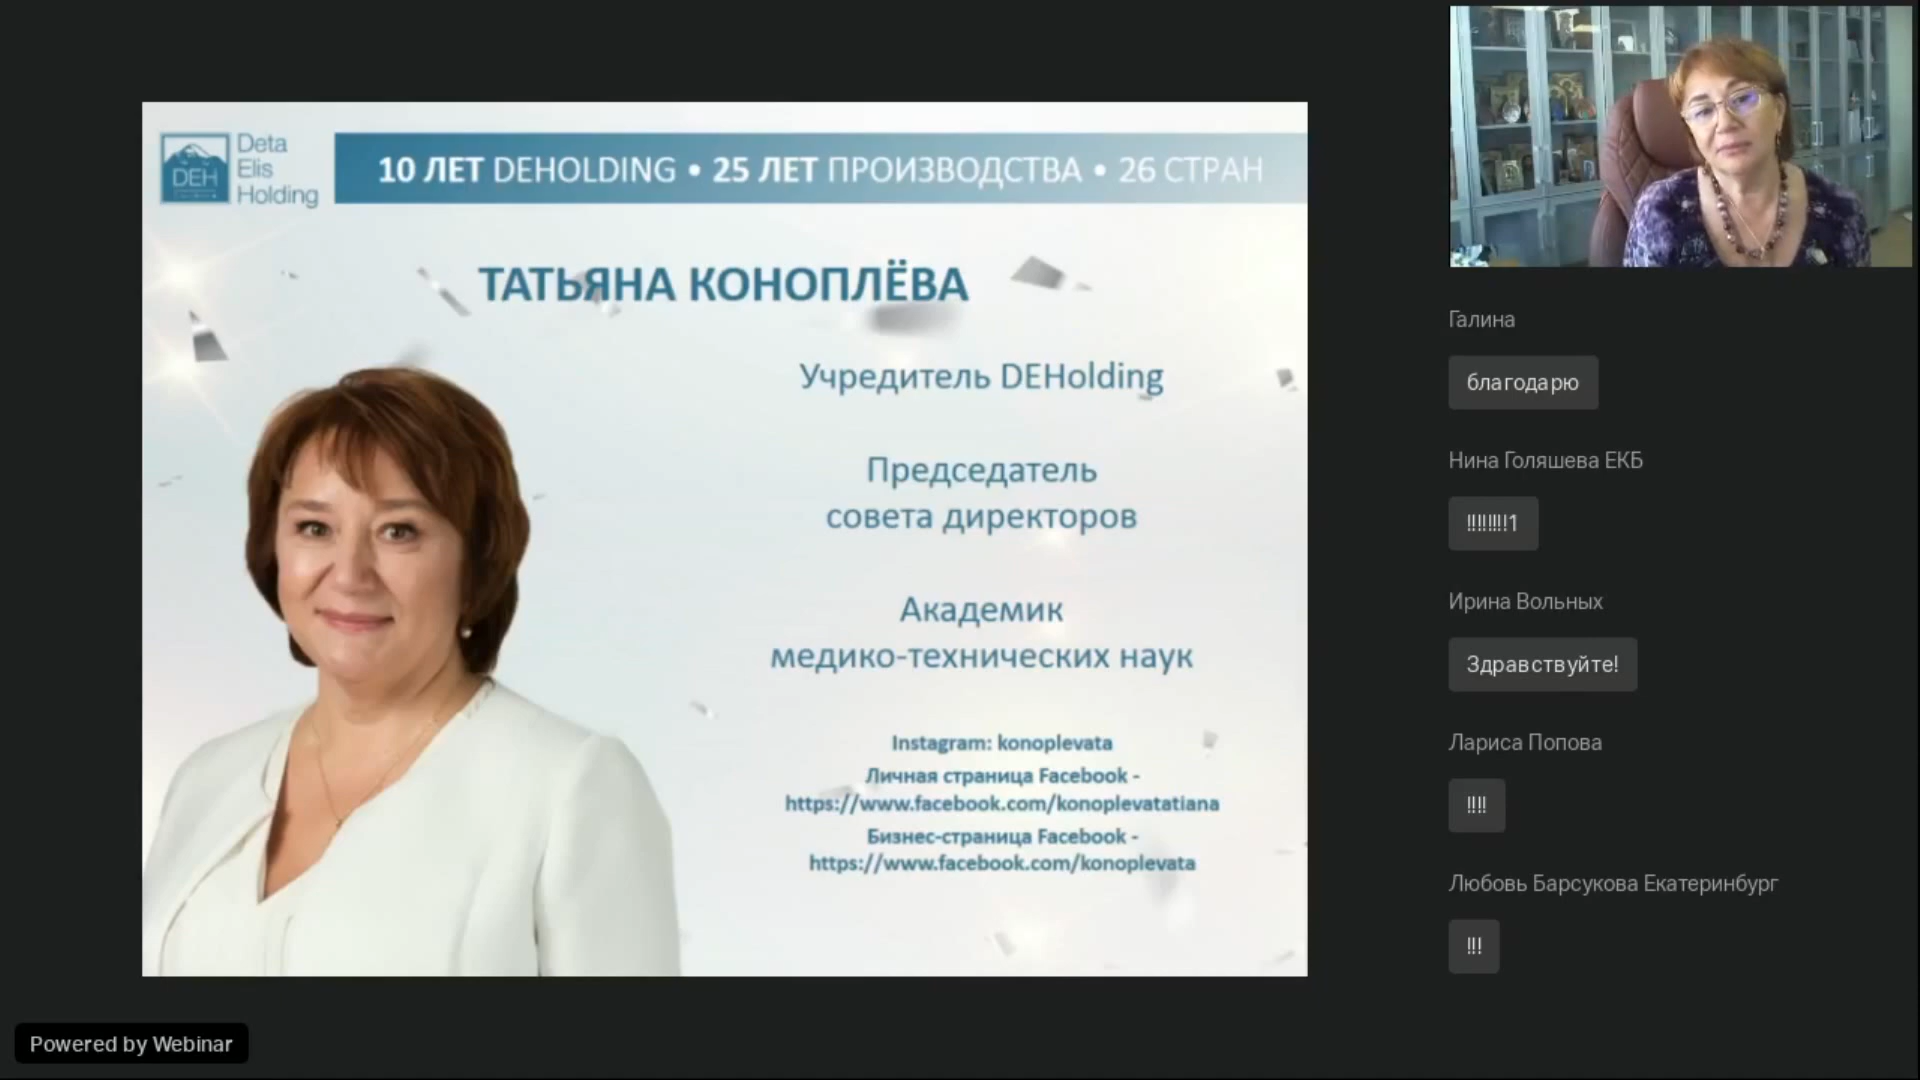 Deta
Elis
Holding
DEH
10 ЛЕТ DEHOLDING • 25 ЛЕТ ПРОИЗВОДСТВА • 26 СТРАН
ТАТЬЯНА КОНОПЛЁВА
Учредитель DEHolding
Председатель
совета директоров
Академик
медико-технических наук
Instagram: konoplevata
Личная страница Facebook -
https://www.facebook.com/konoplevatatiana
Бизнес-страница Facebook -
https://www.facebook.com/konoplevata
Галина
благодарю
Нина Голяшева ЕКБ
!!!!!!!!1
Ирина Вольных
Здравствуйте!
Лариса Попова
!!!!
Любовь Барсукова Екатеринбург
!!!
Powered by Webinar